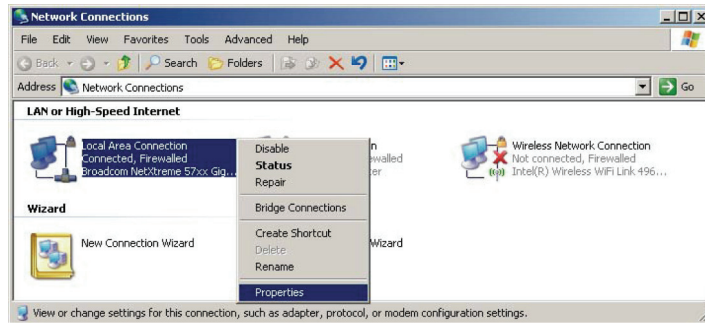 Network Connections
File Edit View Favorites Tools Advanced Help
Back Search Folders
Address Network Connections Go
LAN or High-Speed Internet
Local Area Connection
Connected, Firewalled
Broadcom NetXtreme 57xx Gig...
Disable
Status
Repair
Bridge Connections
Create Shortcut
Delete
Rename
Properties
Wireless Network Connection
Not connected, Firewalled
Intel(R) Wireless WiFi Link 496...
Wizard
New Connection Wizard
Wizard
View or change settings for this connection, such as adapter, protocol, or modem configuration settings.